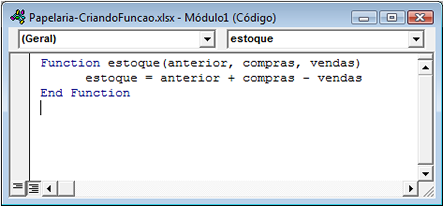 Papelaria-CriandoFuncao.xlsx - Módulo1 (Código)
(Geral) estoque
Function estoque(anterior, compras, vendas)
estoque = anterior + compras - vendas
End Function